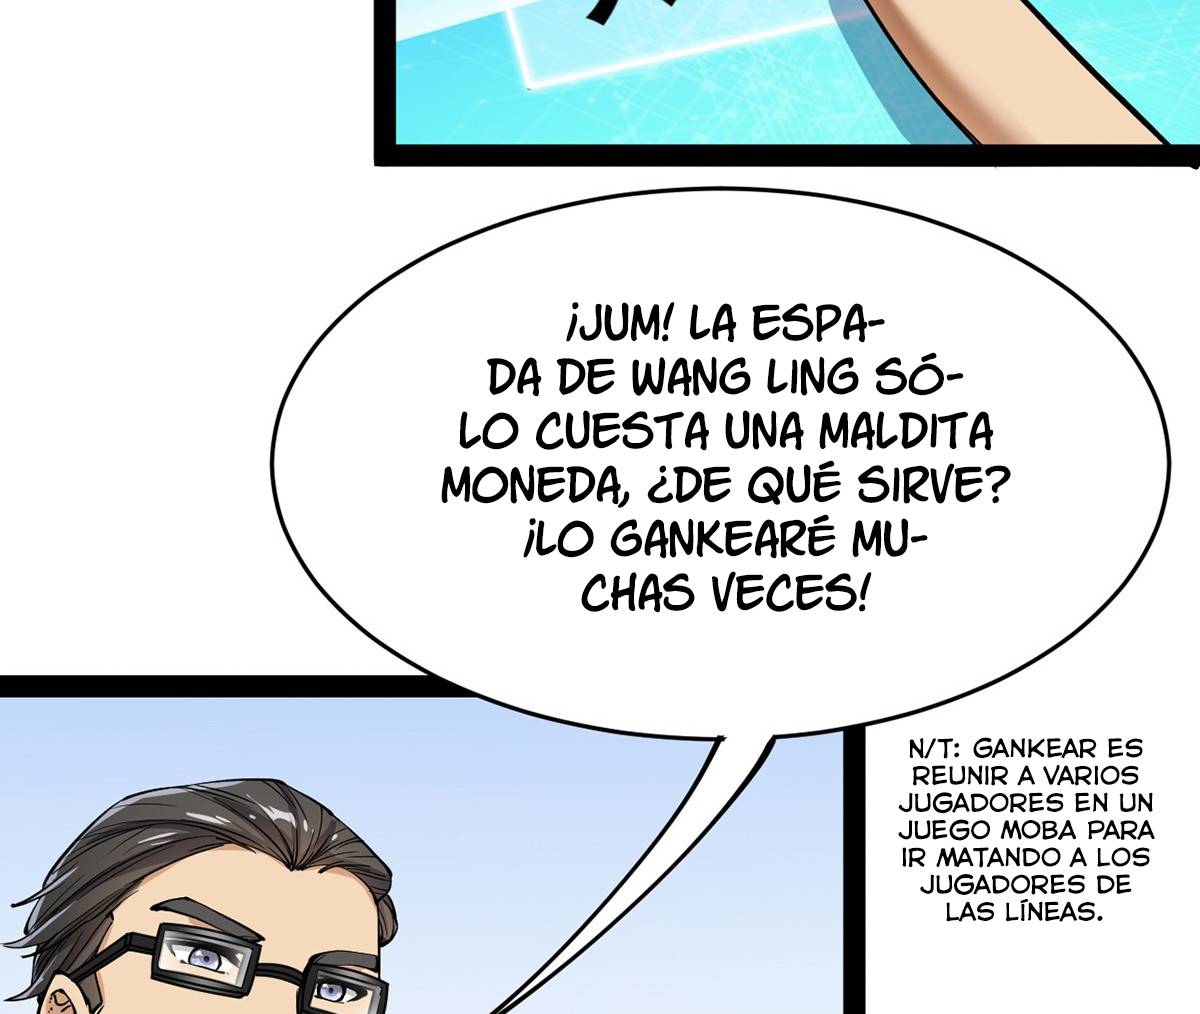 ¡JUM! LA ESPA-
DA DE WANG LING SÓ-
LO CUESTA UNA MALDITA
MONEDA, ¿DE QUÉ SIRVE?
¡LO GANKEARÉ MU-
CHAS VECES!
N/T: GANKEAR ES
REUNIR A VARIOS
JUGADORES EN UN
JUEGO MOBA PARA
IR MATANDO A LOS
JUGADORES DE
LAS LÍNEAS.